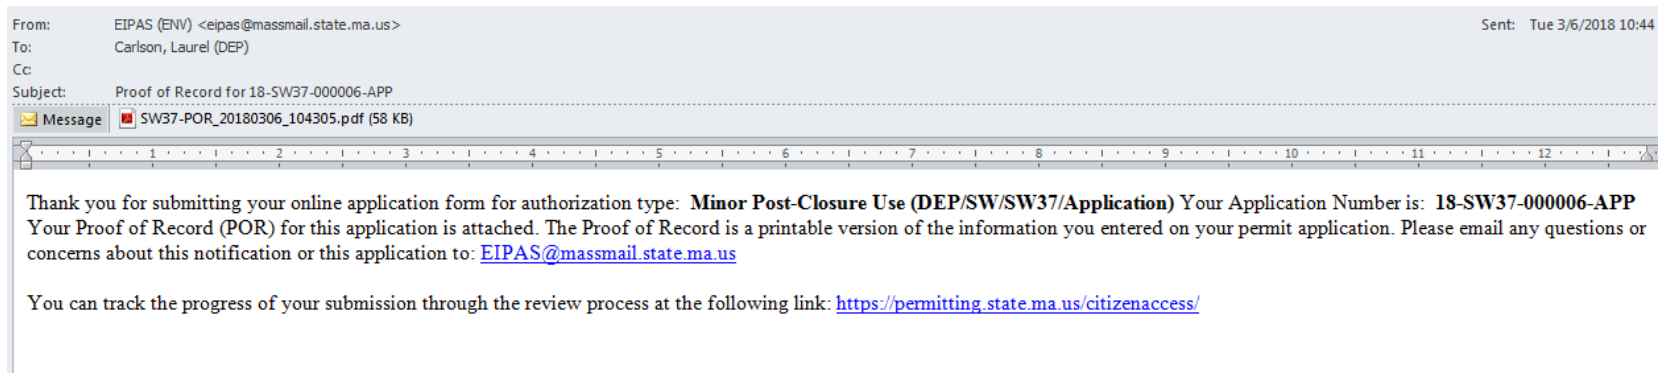 From: EIPAS (ENV) <eipas@massmail.state.ma.us> Sent: Tue 3/6/2018 10:44
To: Carlson, Laurel (DEP)
Cc:
Subject: Proof of Record for 18-SW37-000006-APP
Message SW37-POR_20180306_104305.pdf (58 KB)
1 2 3 4 5 6 7 8 9 10 11 12
Thank you for submitting your online application form for authorization type: Minor Post-Closure Use (DEP/SW/SW37/Application) Your Application Number is: 18-SW37-000006-APP
Your Proof of Record (POR) for this application is attached. The Proof of Record is a printable version of the information you entered on your permit application. Please email any questions or
concerns about this notification or this application to: EIPAS@massmail.state.ma.us
You can track the progress of your submission through the review process at the following link: https://permitting.state.ma.us/citizenaccess/